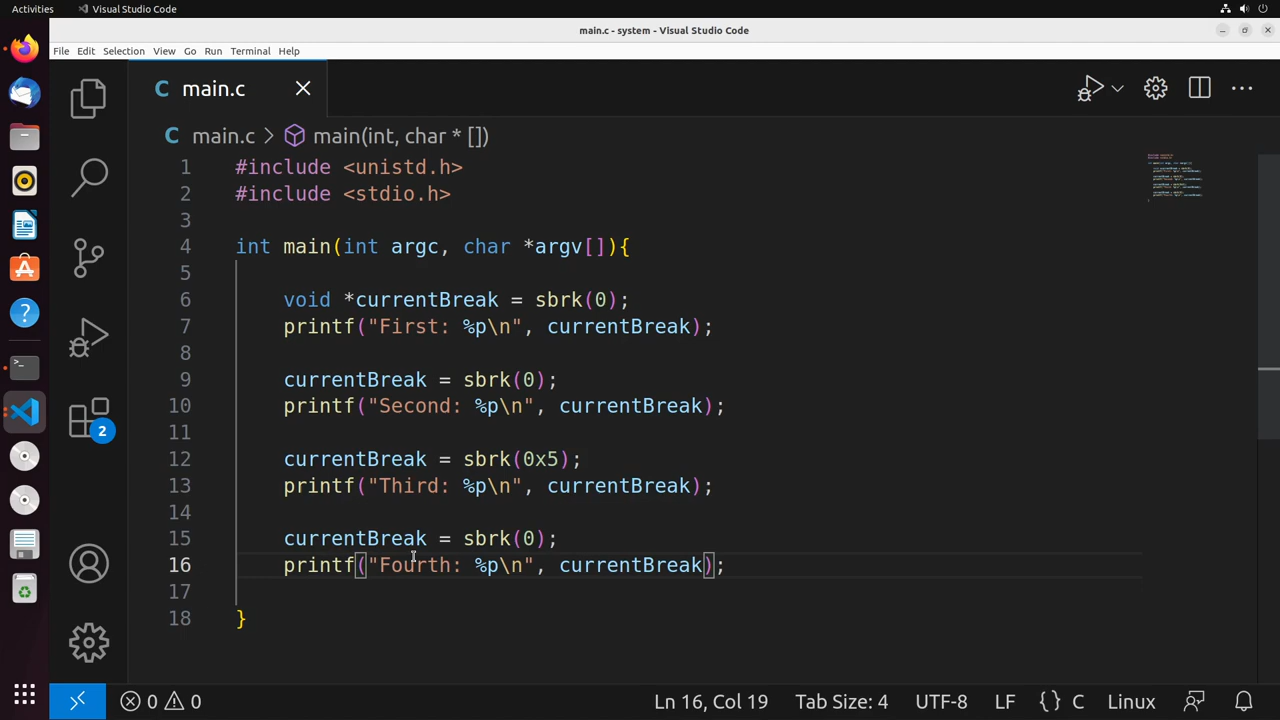 Activities
Visual Studio Code
main.c - system - Visual Studio Code
File Edit Selection View Go Run Terminal Help
C main.c
C main.c > main(int, char * [])
1 #include <unistd.h>
2 #include <stdio.h>
3
4 int main(int argc, char *argv[]){
5
6 void *currentBreak = sbrk(0);
7 printf("First: %p\n", currentBreak);
8
9 currentBreak = sbrk(0);
10 printf("Second: %p\n", currentBreak);
11
12 currentBreak = sbrk(0x5);
13 printf("Third: %p\n", currentBreak);
14
15 currentBreak = sbrk(0);
16 printf("Fourth: %p\n", currentBreak);
17
18 }
2
0 0 Ln 16, Col 19 Tab Size: 4 UTF-8 LF {} C Linux